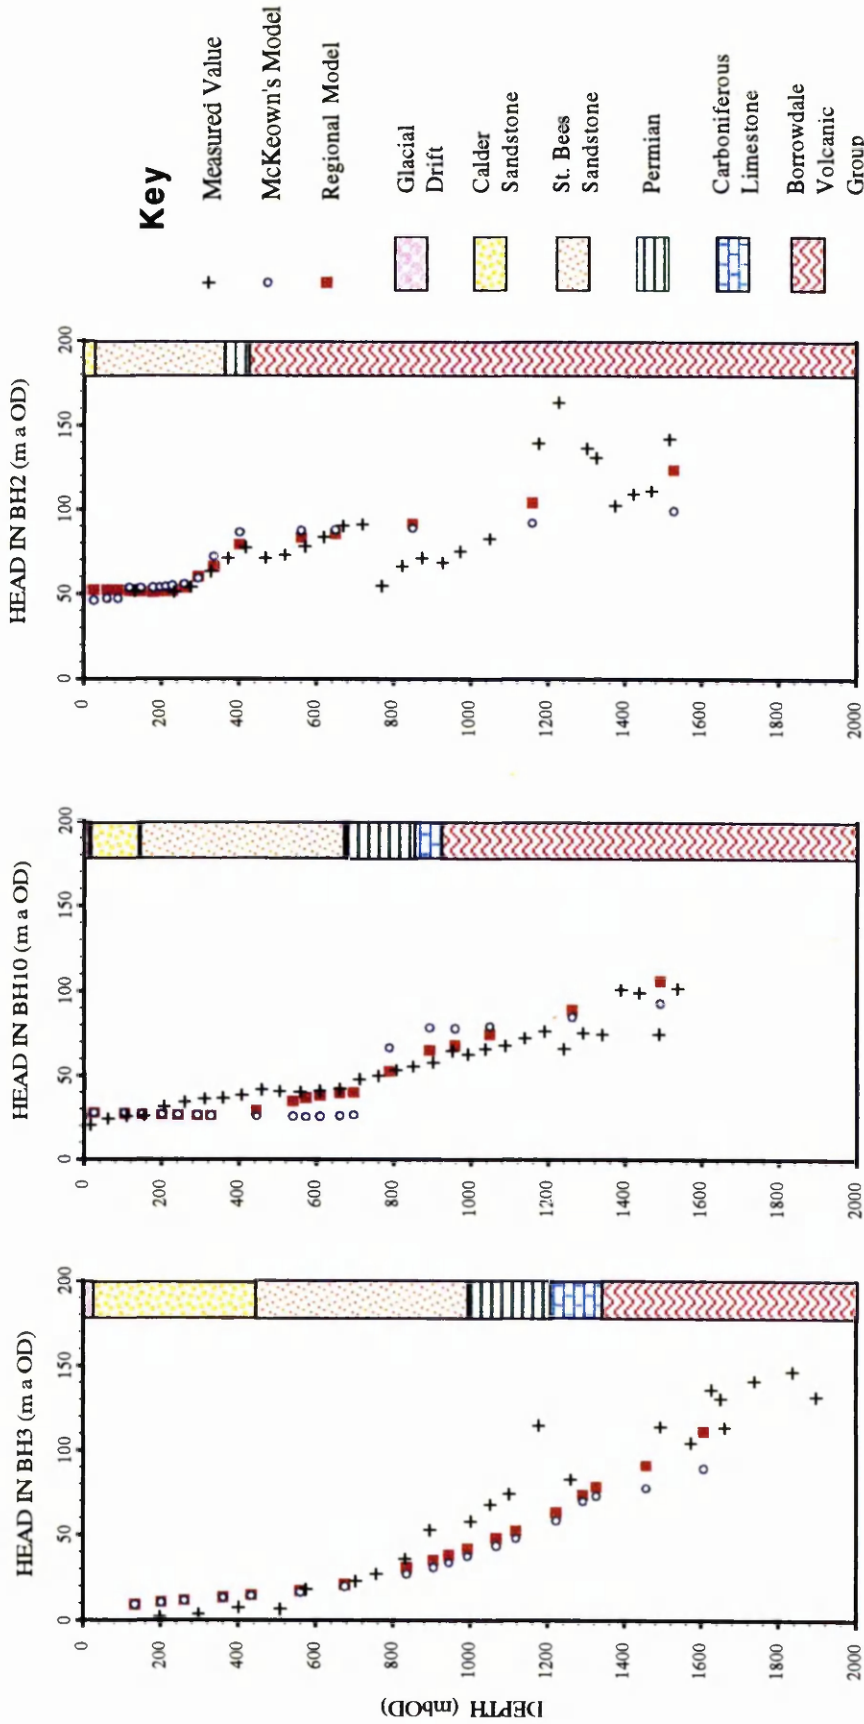 HEAD IN BH3 (m a OD)
0 50 100 150 200
0
200
400
600
800
1000
1200
1400
1600
1800
2000
DEPTH (mbOD)
HEAD IN BH10 (m a OD)
0 50 100 150 200
0
200
400
600
800
1000
1200
1400
1600
1800
2000
HEAD IN BH2 (m a OD)
0 50 100 150 200
0
200
400
600
800
1000
1200
1400
1600
1800
2000
Key
Measured Value
McKeown's Model
Regional Model
Glacial
Drift
Calder
Sandstone
St. Bees
Sandstone
Permian
Carboniferous
Limestone
Borrowdale
Volcanic
Group